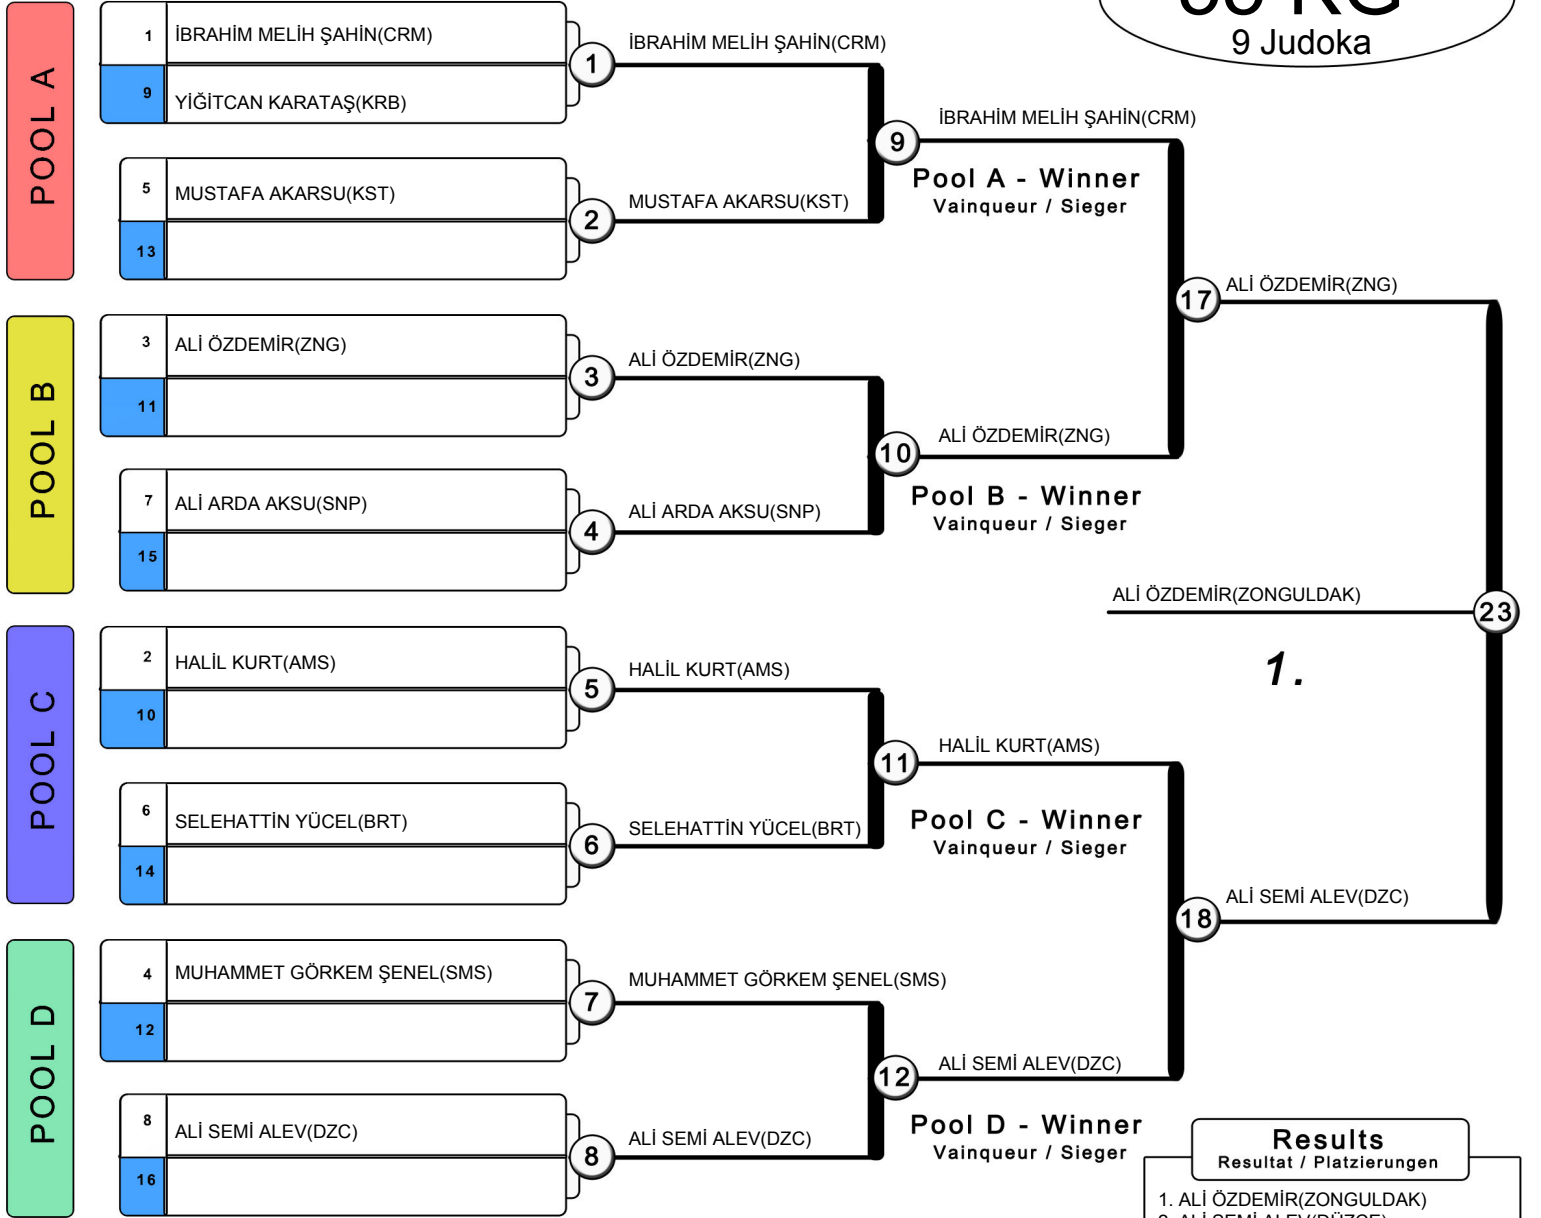 KG
9 Judoka
POOL A
1 İBRAHİM MELİH ŞAHİN(CRM)
9 YİĞİTCAN KARATAŞ(KRB)
1
İBRAHİM MELİH ŞAHİN(CRM)
5 MUSTAFA AKARSU(KST)
13
2
MUSTAFA AKARSU(KST)
9
İBRAHİM MELİH ŞAHİN(CRM)
Pool A - Winner
Vainqueur / Sieger
POOL B
3 ALİ ÖZDEMİR(ZNG)
11
3
ALİ ÖZDEMİR(ZNG)
7 ALİ ARDA AKSU(SNP)
15
4
ALİ ARDA AKSU(SNP)
10
ALİ ÖZDEMİR(ZNG)
Pool B - Winner
Vainqueur / Sieger
17
ALİ ÖZDEMİR(ZNG)
ALİ ÖZDEMİR(ZONGULDAK)
23
1.
POOL C
2 HALİL KURT(AMS)
10
5
HALİL KURT(AMS)
6 SELEHATTİN YÜCEL(BRT)
14
6
SELEHATTİN YÜCEL(BRT)
11
HALİL KURT(AMS)
Pool C - Winner
Vainqueur / Sieger
18
ALİ SEMİ ALEV(DZC)
POOL D
4 MUHAMMET GÖRKEM ŞENEL(SMS)
12
7
MUHAMMET GÖRKEM ŞENEL(SMS)
8 ALİ SEMİ ALEV(DZC)
16
8
ALİ SEMİ ALEV(DZC)
12
ALİ SEMİ ALEV(DZC)
Pool D - Winner
Vainqueur / Sieger
Results
Resultat / Platzierungen
1. ALİ ÖZDEMİR(ZONGULDAK)
2. ALİ SEMİ ALEV(DÜZCE)